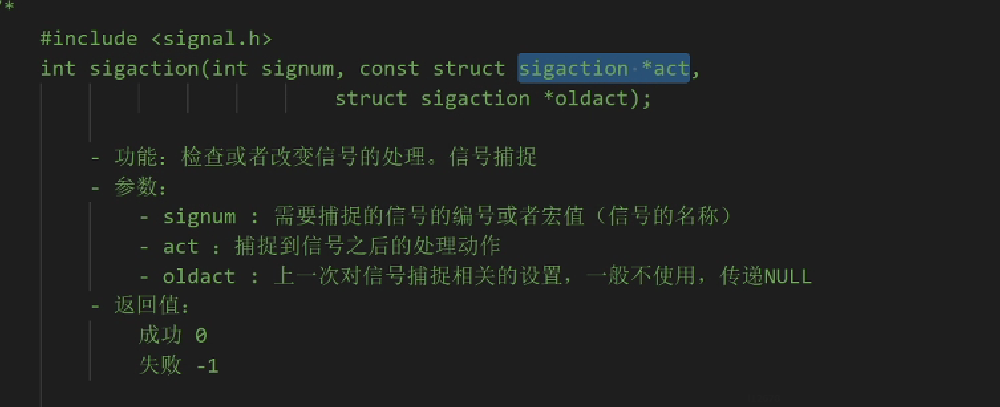 /*
#include <signal.h>
int sigaction(int signum, const struct sigaction *act,
struct sigaction *oldact);
- 功能：检查或者改变信号的处理。信号捕捉
- 参数：
- signum : 需要捕捉的信号的编号或者宏值（信号的名称）
- act ：捕捉到信号之后的处理动作
- oldact : 上一次对信号捕捉相关的设置，一般不使用，传递NULL
- 返回值：
成功 0
失败 -1